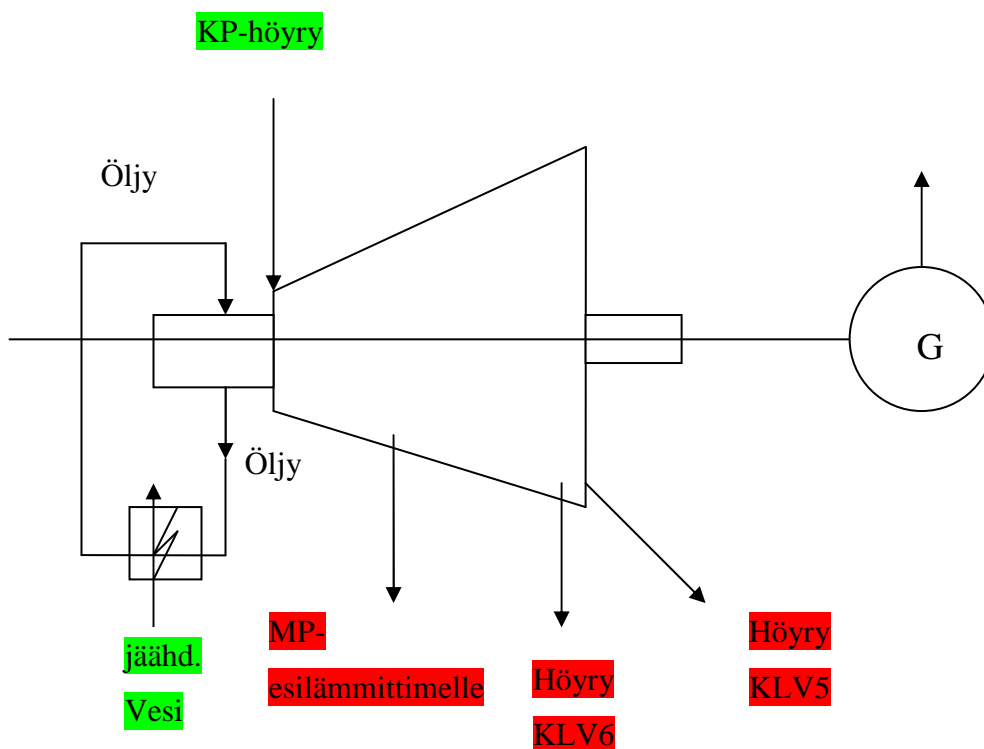 KP-höyry
Öljy
G
Öljy
jäähd.
Vesi
MP-
esilämmittimelle
Höyry
KLV6
Höyry
KLV5